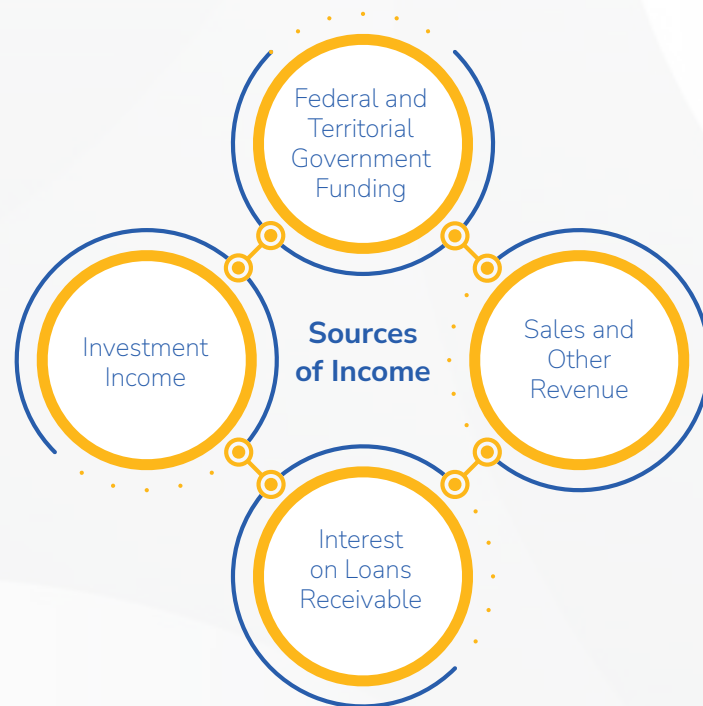 Federal and
Territorial
Government
Funding
Sources
of Income
Investment
Income
Sales and
Other
Revenue
Interest
on Loans
Receivable